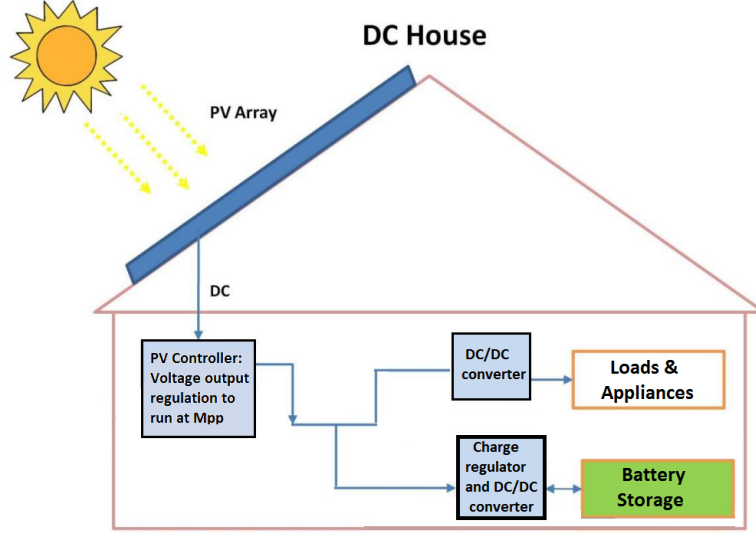 DC House
PV Array
DC
PV Controller:
Voltage output
regulation to
run at Mpp
DC/DC
converter
Loads &
Appliances
Charge
regulator
and DC/DC
converter
Battery
Storage